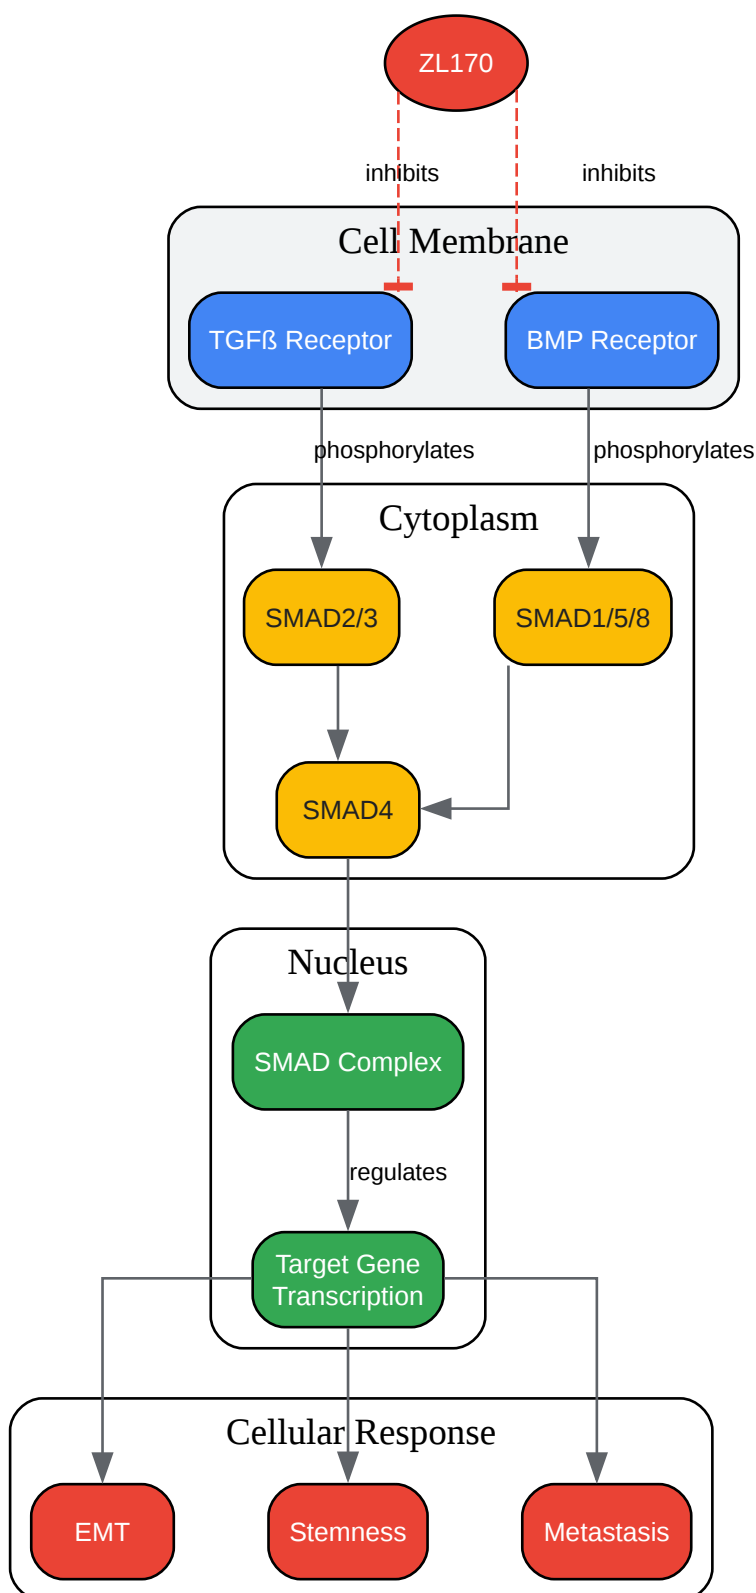 ZL170
inhibits
inhibits
Cell Membrane
TGFß Receptor
BMP Receptor
phosphorylates
phosphorylates
Cytoplasm
SMAD2/3
SMAD1/5/8
SMAD4
Nucleus
SMAD Complex
regulates
Target Gene
Transcription
Cellular Response
EMT
Stemness
Metastasis